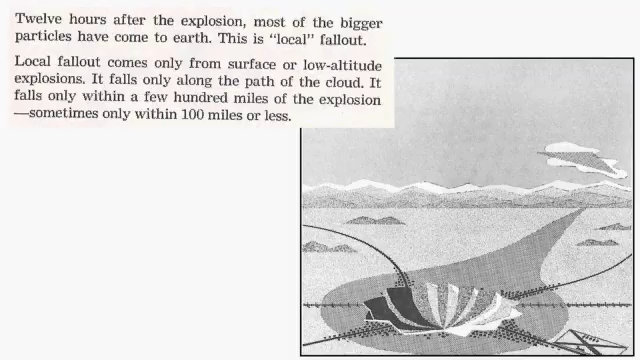 Twelve hours after the explosion, most of the bigger
particles have come to earth. This is “local” fallout.
Local fallout comes only from surface or low-altitude
explosions. It falls only along the path of the cloud. It
falls only within a few hundred miles of the explosion
—sometimes only within 100 miles or less.